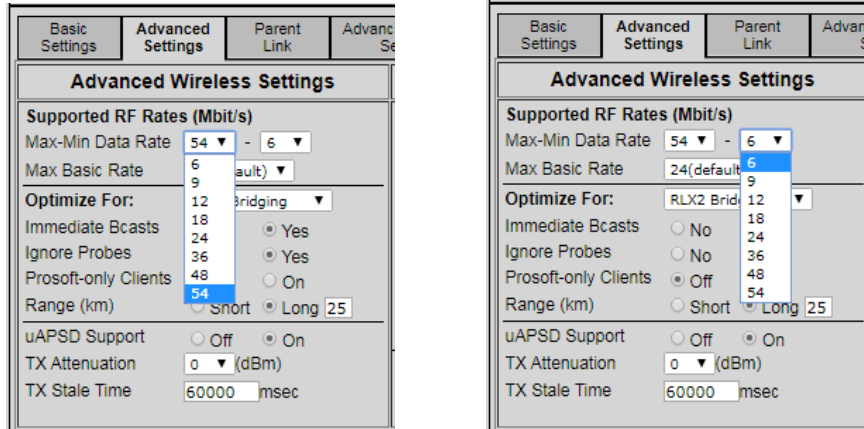 Basic Settings Advanced Settings Parent Link
Advanced Wireless Settings
Supported RF Rates (Mbit/s)
Max-Min Data Rate 54 - 6
Max Basic Rate ault)
6
9
12
18
24
36
48
54
Optimize For: Bridging
Immediate Bcasts Yes
Ignore Probes Yes
Prosoft-only Clients On
Range (km) Short Long 25
uAPSD Support Off On
TX Attenuation 0 (dBm)
TX Stale Time 60000 msec
Basic Settings Advanced Settings Parent Link
Advanced Wireless Settings
Supported RF Rates (Mbit/s)
Max-Min Data Rate 54 - 6
Max Basic Rate 24(default
6
9
12
18
24
36
48
54
Optimize For: RLX2 Brid
Immediate Bcasts No
Ignore Probes No
Prosoft-only Clients Off
Range (km) Short Long 25
uAPSD Support Off On
TX Attenuation 0 (dBm)
TX Stale Time 60000 msec